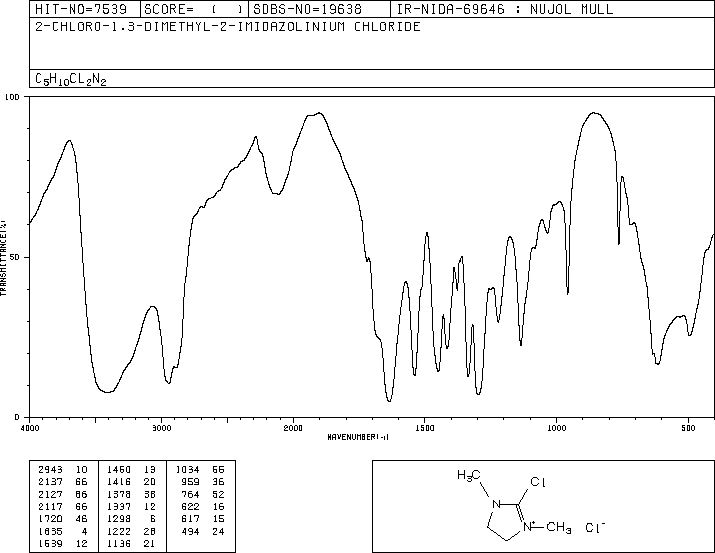 HIT-NO=7539 SCORE= ( ) SDBS-NO=19638 IR-NIDA-69646 : NUJOL MULL
2-CHLORO-1.3-DIMETHYL-2-IMIDAZOLINIUM CHLORIDE
C5H10CL2N2
100
50
0
TRANSMITTANCE(%)
4000 3000 2000 1500 1000 500
WAVENUMBER(-1)
2943 10 1460 13 1034 55
2137 66 1416 20 959 36
2127 66 1378 38 764 52
2117 66 1337 12 622 16
1720 46 1298 6 617 15
1635 4 1222 28 494 24
1539 12 1136 21
H3C
Cl
N
N+
CH3
Cl-